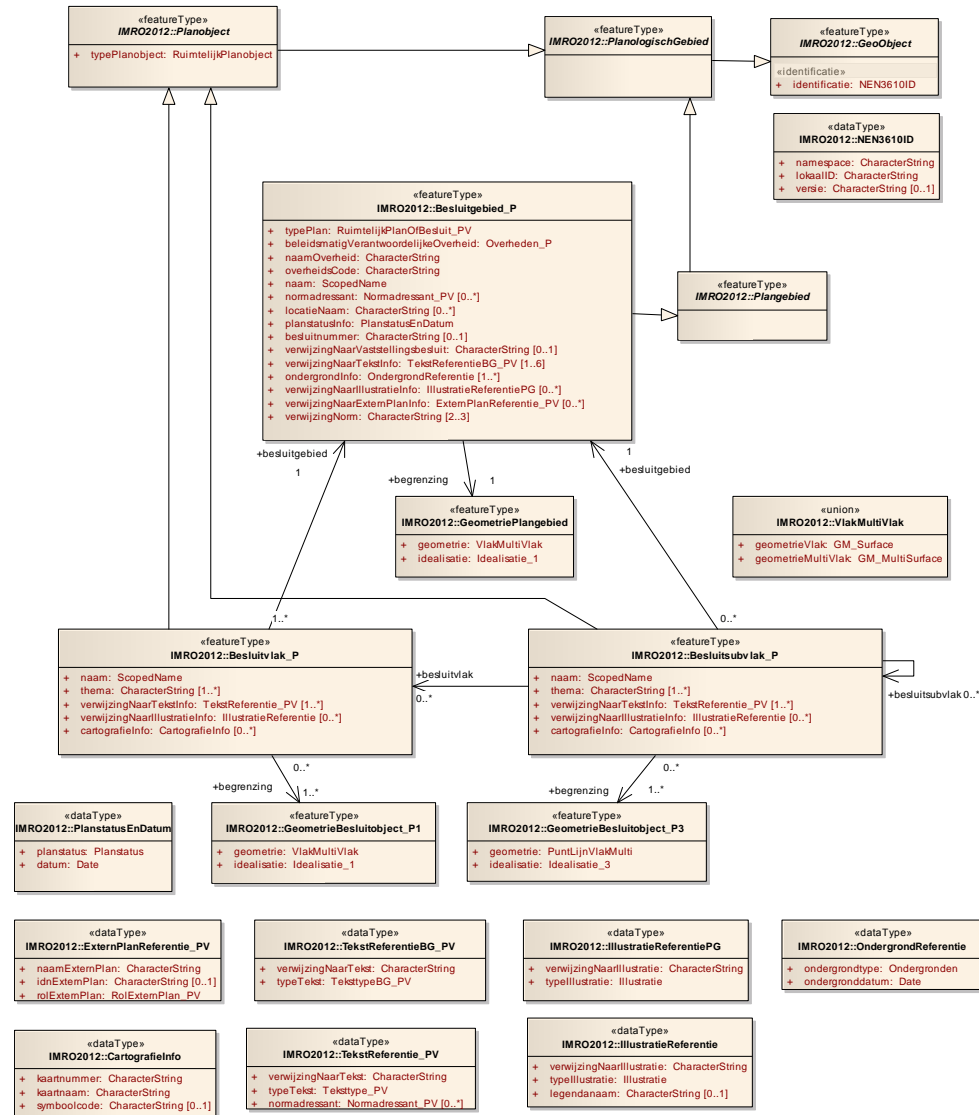 «featureType»
IMRO2012::Planobject
+ typePlanobject: RuimtelijkPlanobject
«featureType»
IMRO2012::PlanologischGebied
«featureType»
IMRO2012::GeoObject
«identificatie»
+ identificatie: NEN3610ID
«dataType»
IMRO2012::NEN3610ID
+ namespace: CharacterString
+ lokaalID: CharacterString
+ versie: CharacterString [0..1]
«featureType»
IMRO2012::Besluitgebied_P
+ typePlan: RuimtelijkPlanOfBesluit_PV
+ beleidsmatigVerantwoordelijkeOverheid: Overheden_P
+ naamOverheid: CharacterString
+ overheidsCode: CharacterString
+ naam: ScopedName
+ normadressant: Normadressant_PV [0..*]
+ locatieNaam: CharacterString [0..*]
+ planstatusInfo: PlanstatusEnDatum
+ besluitnummer: CharacterString [0..1]
+ verwijzingNaarVaststellingsbesluit: CharacterString [0..1]
+ verwijzingNaarTekstInfo: TekstReferentieBG_PV [1..6]
+ ondergrondInfo: OndergrondReferentie [1..*]
+ verwijzingNaarIllustratieInfo: IllustratieReferentiePG [0..*]
+ verwijzingNaarExternPlanInfo: ExternPlanReferentie_PV [0..*]
+ verwijzingNorm: CharacterString [2..3]
«featureType»
IMRO2012::Plangebied
+besluitgebied
1
+begrenzing
1
1
+besluitgebied
«featureType»
IMRO2012::GeometriePlangebied
+ geometrie: VlakMultiVlak
+ idealisatie: Idealisatie_1
«union»
IMRO2012::VlakMultiVlak
+ geometrieVlak: GM_Surface
+ geometrieMultiVlak: GM_MultiSurface
1..*
0..*
«featureType»
IMRO2012::Besluitvlak_P
+ naam: ScopedName
+ thema: CharacterString [1..*]
+ verwijzingNaarTekstInfo: TekstReferentie_PV [1..*]
+ verwijzingNaarIllustratieInfo: IllustratieReferentie [0..*]
+ cartografieInfo: CartografieInfo [0..*]
+besluitvlak
0..*
«featureType»
IMRO2012::Besluitsubvlak_P
+ naam: ScopedName
+ thema: CharacterString [1..*]
+ verwijzingNaarTekstInfo: TekstReferentie_PV [1..*]
+ verwijzingNaarIllustratieInfo: IllustratieReferentie [0..*]
+ cartografieInfo: CartografieInfo [0..*]
+besluitsubvlak 0..*
0..*
+begrenzing
1..*
0..*
+begrenzing
1..*
«dataType»
IMRO2012::PlanstatusEnDatum
+ planstatus: Planstatus
+ datum: Date
«featureType»
IMRO2012::GeometrieBesluitobject_P1
+ geometrie: VlakMultiVlak
+ idealisatie: Idealisatie_1
«featureType»
IMRO2012::GeometrieBesluitobject_P3
+ geometrie: PuntLijnVlakMulti
+ idealisatie: Idealisatie_3
«dataType»
IMRO2012::ExternPlanReferentie_PV
+ naamExternPlan: CharacterString
+ idnExternPlan: CharacterString [0..1]
+ rolExternPlan: RolExternPlan_PV
«dataType»
IMRO2012::TekstReferentieBG_PV
+ verwijzingNaarTekst: CharacterString
+ typeTekst: TeksttypeBG_PV
«dataType»
IMRO2012::IllustratieReferentiePG
+ verwijzingNaarIllustratie: CharacterString
+ typeIllustratie: Illustratie
«dataType»
IMRO2012::OndergrondReferentie
+ ondergrondtype: Ondergronden
+ ondergronddatum: Date
«dataType»
IMRO2012::CartografieInfo
+ kaartnummer: CharacterString
+ kaartnaam: CharacterString
+ symboolcode: CharacterString [0..1]
«dataType»
IMRO2012::TekstReferentie_PV
+ verwijzingNaarTekst: CharacterString
+ typeTekst: Teksttype_PV
+ normadressant: Normadressant_PV [0..*]
«dataType»
IMRO2012::IllustratieReferentie
+ verwijzingNaarIllustratie: CharacterString
+ typeIllustratie: Illustratie
+ legendanaam: CharacterString [0..1]